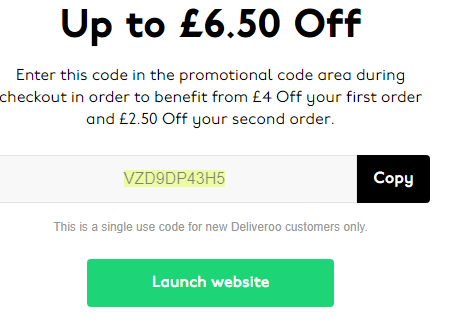 Up to £6.50 Off
Enter this code in the promotional code area during
checkout in order to benefit from £4 Off your first order
and £2.50 Off your second order.
VZD9DP43H5
Copy
This is a single use code for new Deliveroo customers only.
Launch website